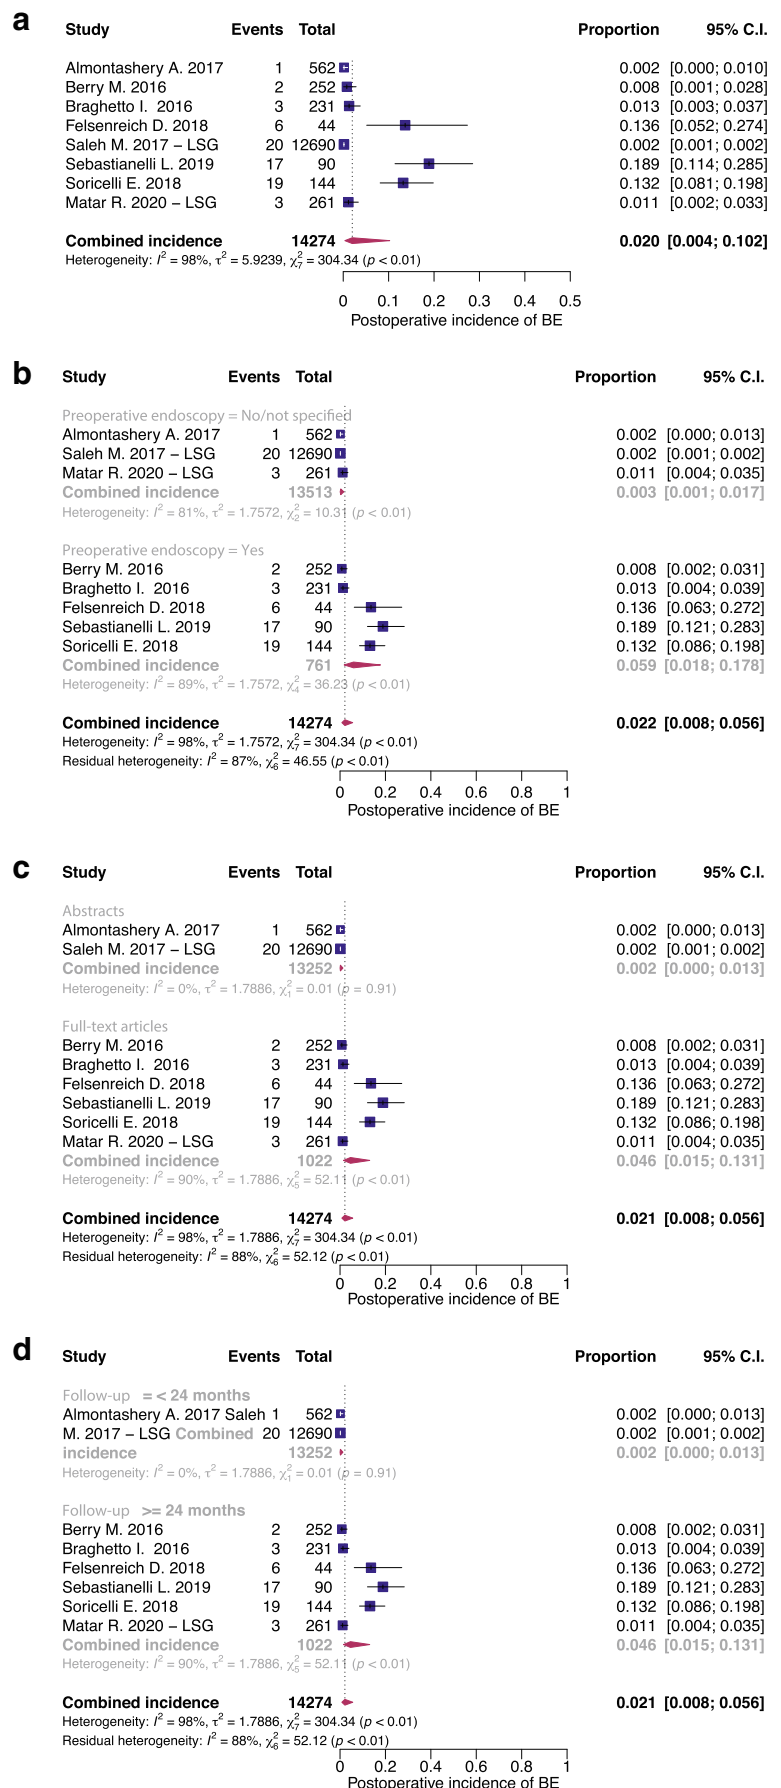 a
Study Events Total Proportion 95% C.I.
Almontashery A. 2017 1 562 0.002 [0.000; 0.010]
Berry M. 2016 2 252 0.008 [0.001; 0.028]
Braghetto I. 2016 3 231 0.013 [0.003; 0.037]
Felsenreich D. 2018 6 44 0.136 [0.052; 0.274]
Saleh M. 2017 – LSG 20 12690 0.002 [0.001; 0.002]
Sebastianelli L. 2019 17 90 0.189 [0.114; 0.285]
Soricelli E. 2018 19 144 0.132 [0.081; 0.198]
Matar R. 2020 – LSG 3 261 0.011 [0.002; 0.033]
Combined incidence 14274 0.020 [0.004; 0.102]
Heterogeneity: I² = 98%, τ² = 5.9239, χ²₇ = 304.34 (p < 0.01)
0 0.1 0.2 0.3 0.4 0.5
Postoperative incidence of BE
b
Study Events Total Proportion 95% C.I.
Preoperative endoscopy = No/not specified
Almontashery A. 2017 1 562 0.002 [0.000; 0.013]
Saleh M. 2017 – LSG 20 12690 0.002 [0.001; 0.002]
Matar R. 2020 – LSG 3 261 0.011 [0.004; 0.035]
Combined incidence 13513 0.003 [0.001; 0.017]
Heterogeneity: I² = 81%, τ² = 1.7572, χ²₂ = 10.31 (p < 0.01)
Preoperative endoscopy = Yes
Berry M. 2016 2 252 0.008 [0.002; 0.031]
Braghetto I. 2016 3 231 0.013 [0.004; 0.039]
Felsenreich D. 2018 6 44 0.136 [0.063; 0.272]
Sebastianelli L. 2019 17 90 0.189 [0.121; 0.283]
Soricelli E. 2018 19 144 0.132 [0.086; 0.198]
Combined incidence 761 0.059 [0.018; 0.178]
Heterogeneity: I² = 89%, τ² = 1.7572, χ²₄ = 36.23 (p < 0.01)
Combined incidence 14274 0.022 [0.008; 0.056]
Heterogeneity: I² = 98%, τ² = 1.7572, χ²₇ = 304.34 (p < 0.01)
Residual heterogeneity: I² = 87%, χ²₆ = 46.55 (p < 0.01)
0 0.2 0.4 0.6 0.8 1
Postoperative incidence of BE
c
Study Events Total Proportion 95% C.I.
Abstracts
Almontashery A. 2017 1 562 0.002 [0.000; 0.013]
Saleh M. 2017 – LSG 20 12690 0.002 [0.001; 0.002]
Combined incidence 13252 0.002 [0.000; 0.013]
Heterogeneity: I² = 0%, τ² = 1.7886, χ²₁ = 0.01 (p = 0.91)
Full-text articles
Berry M. 2016 2 252 0.008 [0.002; 0.031]
Braghetto I. 2016 3 231 0.013 [0.004; 0.039]
Felsenreich D. 2018 6 44 0.136 [0.063; 0.272]
Sebastianelli L. 2019 17 90 0.189 [0.121; 0.283]
Soricelli E. 2018 19 144 0.132 [0.086; 0.198]
Matar R. 2020 – LSG 3 261 0.011 [0.004; 0.035]
Combined incidence 1022 0.046 [0.015; 0.131]
Heterogeneity: I² = 90%, τ² = 1.7886, χ²₅ = 52.11 (p < 0.01)
Combined incidence 14274 0.021 [0.008; 0.056]
Heterogeneity: I² = 98%, τ² = 1.7886, χ²₇ = 304.34 (p < 0.01)
Residual heterogeneity: I² = 88%, χ²₆ = 52.12 (p < 0.01)
0 0.2 0.4 0.6 0.8 1
Postoperative incidence of BE
d
Study Events Total Proportion 95% C.I.
Follow-up = < 24 months
Almontashery A. 2017 Saleh 1 562 0.002 [0.000; 0.013]
M. 2017 – LSG Combined 20 12690 0.002 [0.001; 0.002]
incidence 13252 0.002 [0.000; 0.013]
Heterogeneity: I² = 0%, τ² = 1.7886, χ²₁ = 0.01 (p = 0.91)
Follow-up >= 24 months
Berry M. 2016 2 252 0.008 [0.002; 0.031]
Braghetto I. 2016 3 231 0.013 [0.004; 0.039]
Felsenreich D. 2018 6 44 0.136 [0.063; 0.272]
Sebastianelli L. 2019 17 90 0.189 [0.121; 0.283]
Soricelli E. 2018 19 144 0.132 [0.086; 0.198]
Matar R. 2020 – LSG 3 261 0.011 [0.004; 0.035]
Combined incidence 1022 0.046 [0.015; 0.131]
Heterogeneity: I² = 90%, τ² = 1.7886, χ²₅ = 52.11 (p < 0.01)
Combined incidence 14274 0.021 [0.008; 0.056]
Heterogeneity: I² = 98%, τ² = 1.7886, χ²₇ = 304.34 (p < 0.01)
Residual heterogeneity: I² = 88%, χ²₆ = 52.12 (p < 0.01)
0 0.2 0.4 0.6 0.8 1
Postoperative incidence of BE